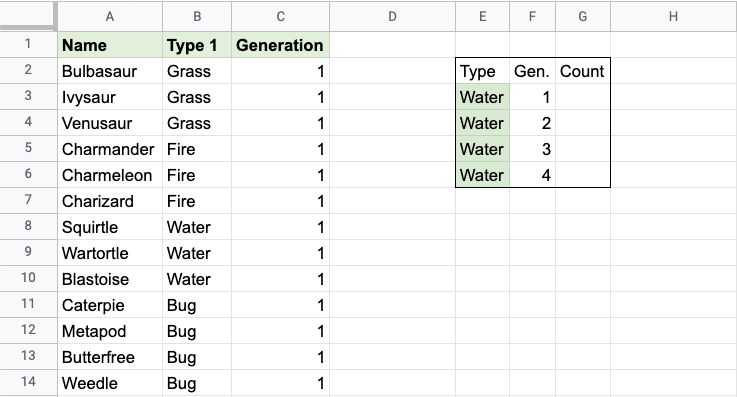 A B C D E F G H
1 Name Type 1 Generation
2 Bulbasaur Grass 1 Type Gen. Count
3 Ivysaur Grass 1 Water 1
4 Venusaur Grass 1 Water 2
5 Charmander Fire 1 Water 3
6 Charmeleon Fire 1 Water 4
7 Charizard Fire 1
8 Squirtle Water 1
9 Wartortle Water 1
10 Blastoise Water 1
11 Caterpie Bug 1
12 Metapod Bug 1
13 Butterfree Bug 1
14 Weedle Bug 1